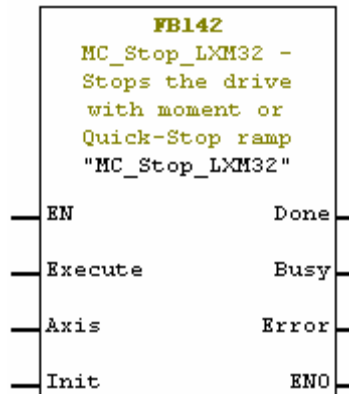 FB142
MC_Stop_LXM32 -
Stops the drive
with moment or
Quick-Stop ramp
"MC_Stop_LXM32"
EN Done
Execute Busy
Axis Error
Init ENO